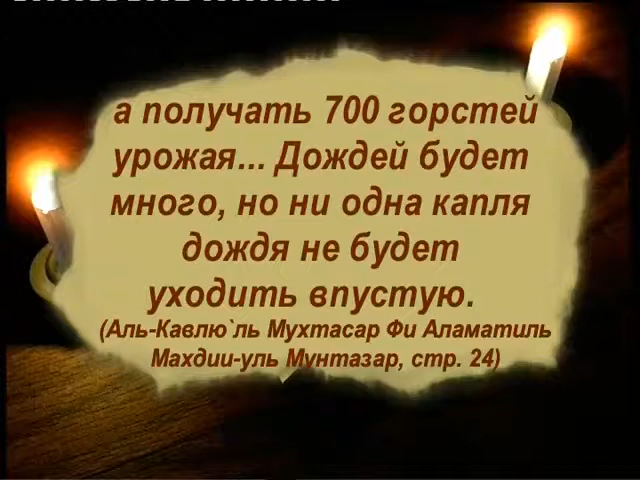 а получать 700 горстей
урожая... Дождей будет
много, но ни одна капля
дождя не будет
уходить впустую.
(Аль-Кавлю`ль Мухтасар Фи Аламатиль
Махдии-уль Мунтазар, стр. 24)